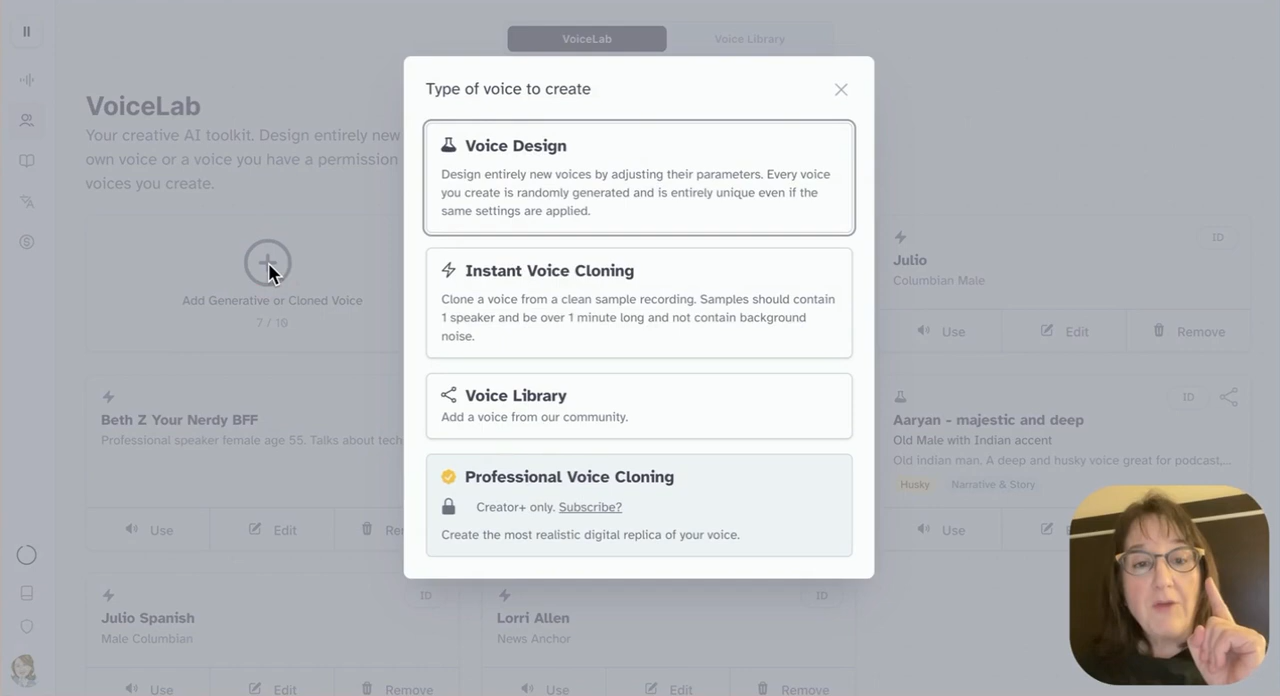 VoiceLab
Voice Library
Type of voice to create
VoiceLab
Your creative AI toolkit. Design entirely new
own voice or a voice you have a permission
voices you create.
Add Generative or Cloned Voice
7 / 10
Voice Design
Design entirely new voices by adjusting their parameters. Every voice
you create is randomly generated and is entirely unique even if the
same settings are applied.
Instant Voice Cloning
Clone a voice from a clean sample recording. Samples should contain
1 speaker and be over 1 minute long and not contain background
noise.
Voice Library
Add a voice from our community.
Professional Voice Cloning
Creator+ only. Subscribe?
Create the most realistic digital replica of your voice.
ID
Julio
Columbian Male
Use
Edit
Remove
Beth Z Your Nerdy BFF
Professional speaker female age 55. Talks about tech
Use
Edit
Re
ID
Aaryan - majestic and deep
Old Male with Indian accent
Old indian man. A deep and husky voice great for podcast,...
Husky
Narrative & Story
Use
E
Julio Spanish
ID
Male Columbian
Use
Edit
Remove
Lorri Allen
ID
News Anchor
Use
Edit
Remove